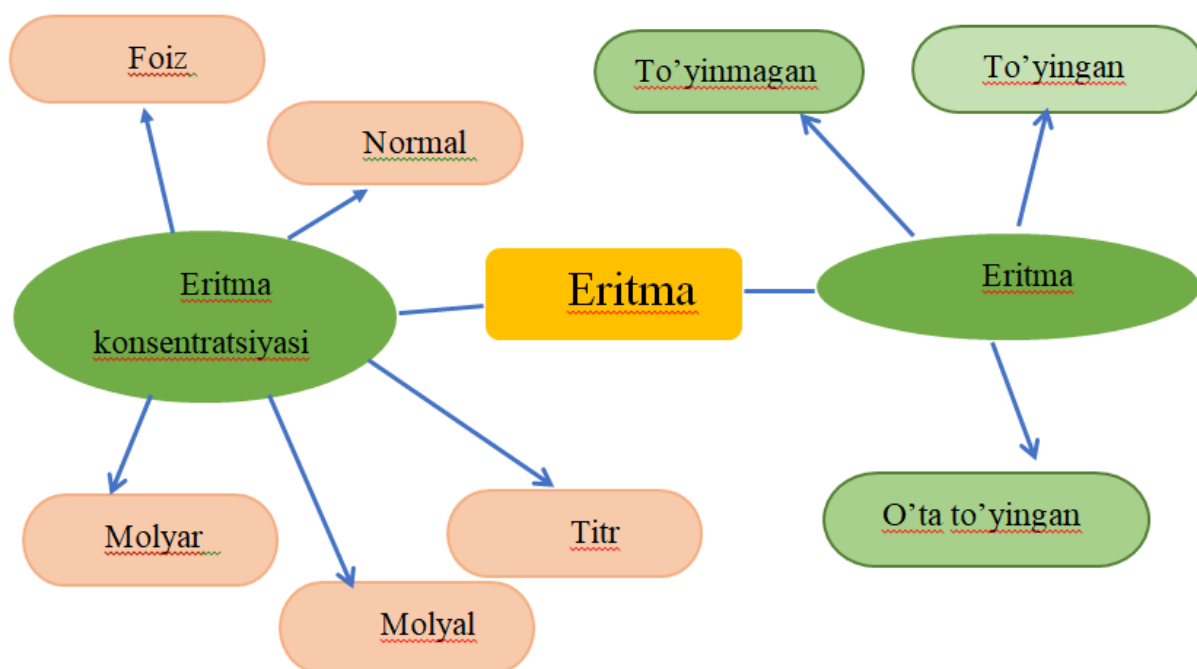 Foiz
To’yinmagan
To’yingan
Normal
Eritma
konsentratsiyasi
Eritma
Eritma
Molyar
Titr
Molyal
O’ta to’yingan